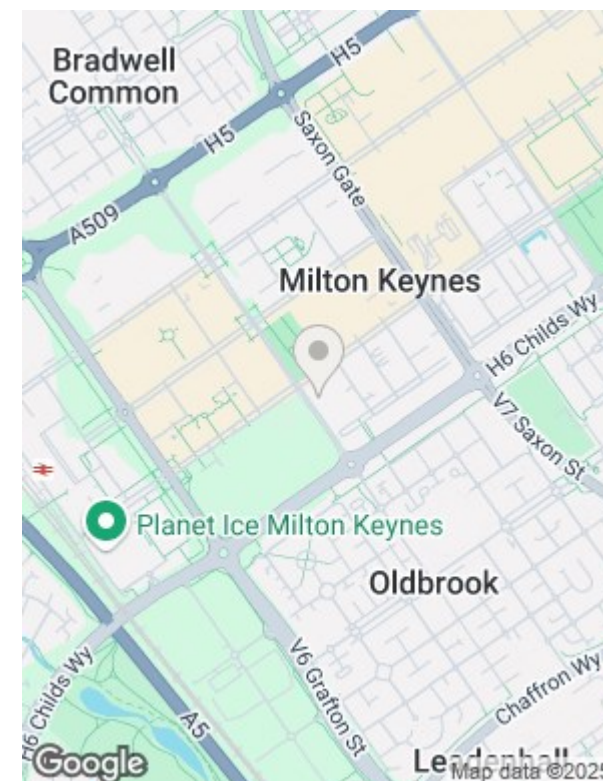 Bradwell
Common
H5
H5
Saxon Gate
A509
Milton Keynes
H6 Childs Wy
V7 Saxon St
Planet Ice Milton Keynes
Oldbrook
H6 Childs Wy
V6 Grafton St
Chaffron Wy
A5
Leadenhall
Google
Map data ©2025